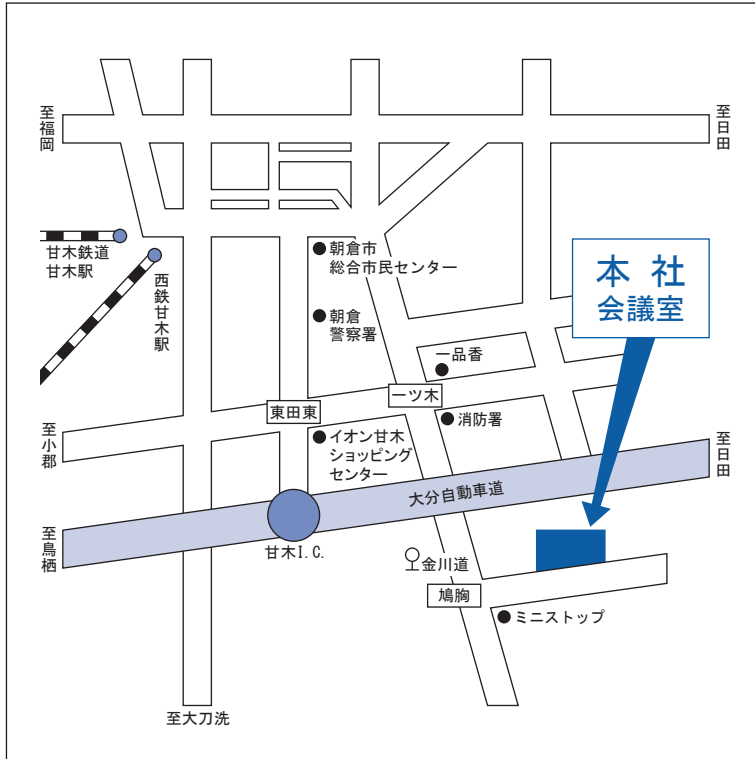 至福岡
至日田
甘木鉄道
甘木駅
西鉄甘木駅
朝倉市
総合市民センター
朝倉
警察署
本社
会議室
一品香
一ツ木
東田東
消防署
イオン甘木
ショッピング
センター
至小郡
至日田
大分自動車道
至鳥栖
甘木I.C.
金川道
鳩胸
ミニストップ
至大刀洗